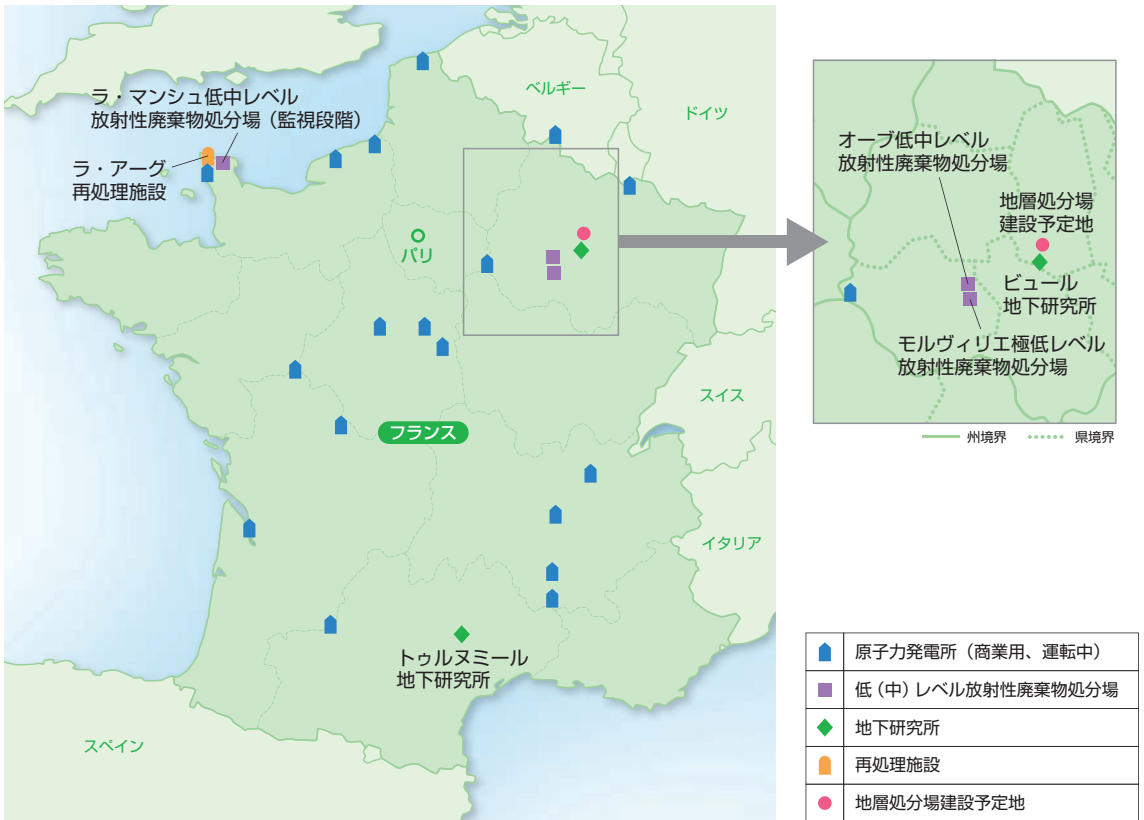 ラ・マンシュ低中レベル
放射性廃棄物処分場（監視段階）
ラ・アーグ
再処理施設
ベルギー
ドイツ
パリ
フランス
スイス
イタリア
トゥルヌミール
地下研究所
スペイン
オーブ低中レベル
放射性廃棄物処分場
地層処分場
建設予定地
ビュール
地下研究所
モルヴィリエ極低レベル
放射性廃棄物処分場
州境界
県境界
原子力発電所（商業用、運転中）
低（中）レベル放射性廃棄物処分場
地下研究所
再処理施設
地層処分場建設予定地